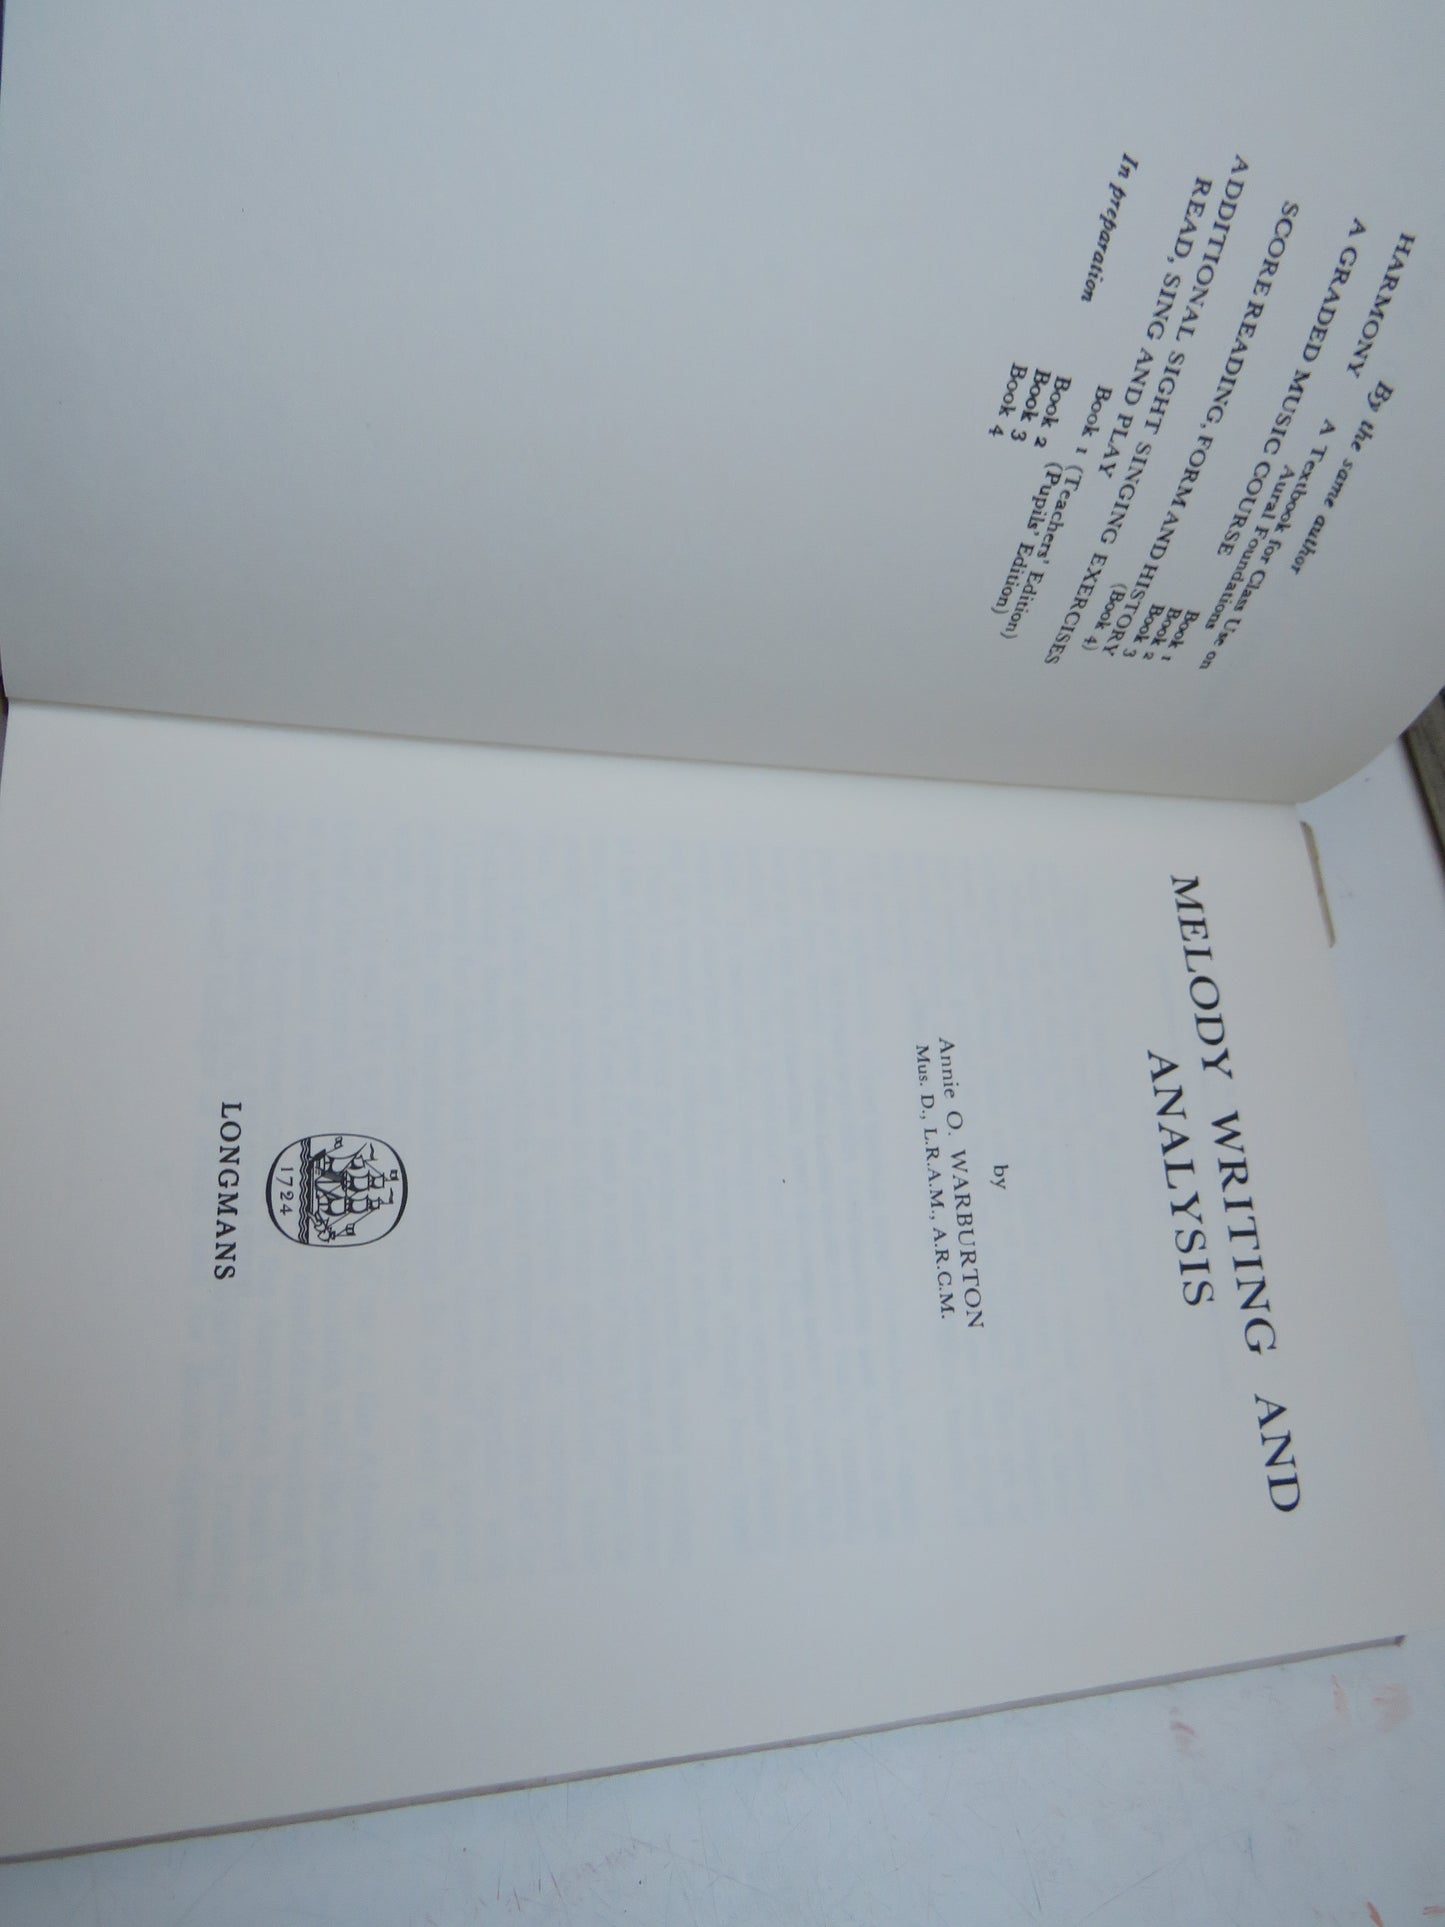 By the same author
HARMONY A Textbook for Class Use on
Aural Foundations
A GRADED MUSIC COURSE Book 1
Book 2
Book 3
SCORE READING, FORM AND HISTORY
ADDITIONAL SIGHT SINGING EXERCISES
(Book 4)
READ, SING AND PLAY
Book 1 (Teachers' Edition)
(Pupils' Edition)
In preparation
Book 2
Book 3
Book 4
MELODY WRITING AND
ANALYSIS
by
Annie O. WARBURTON
Mus. D., L.R.A.M., A.R.C.M.
1724
LONGMANS